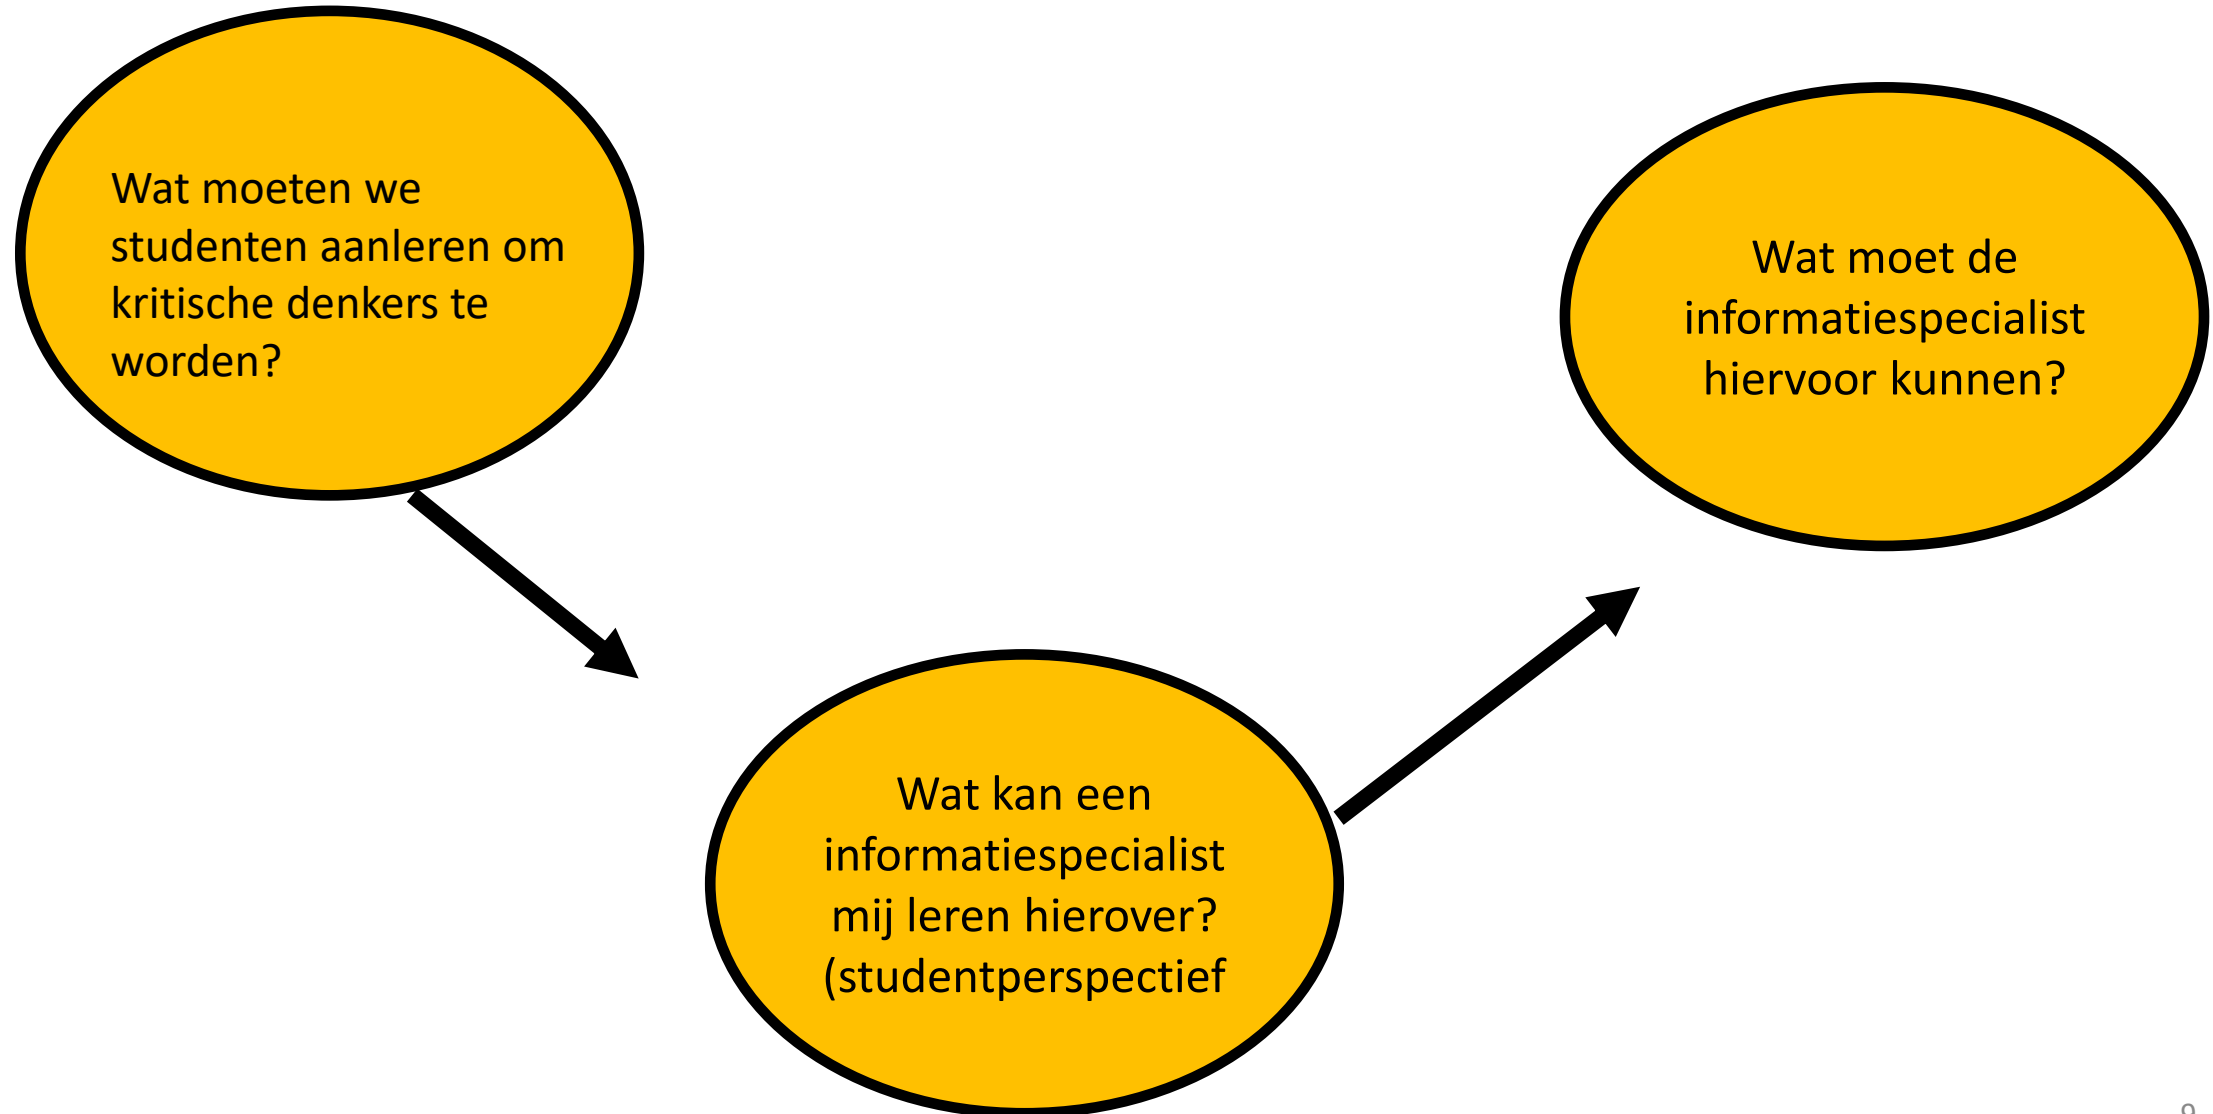 Wat moeten we
studenten aanleren om
kritische denkers te
worden?
Wat kan een
informatiespecialist
mij leren hierover?
(studentperspectief
Wat moet de
informatiespecialist
hiervoor kunnen?
9